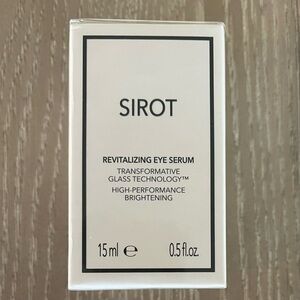 SIROT
REVITALIZING EYE SERUM
TRANSFORMATIVE
GLASS TECHNOLOGY™
HIGH-PERFORMANCE
BRIGHTENING
15 ml ℮ 0.5 fl.oz.